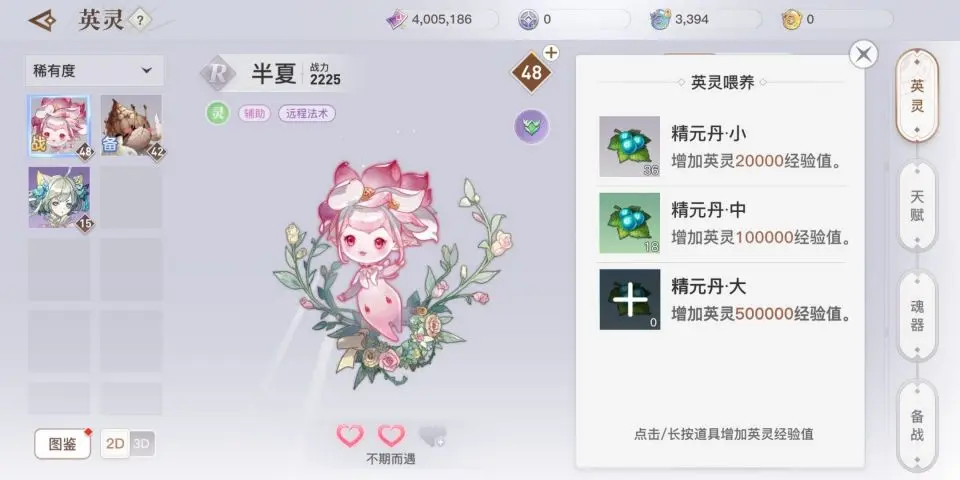 英灵 ?
4,005,186
0
3,394
0
稀有度
战
48
备
42
15
图鉴
2D 3D
R 半夏 战力 2225
灵 辅助 远程法术
48
不期而遇
英灵喂养
精元丹·小
增加英灵20000经验值。
36
精元丹·中
增加英灵100000经验值。
18
精元丹·大
增加英灵500000经验值。
0
点击/长按道具增加英灵经验值
英灵
天赋
魂器
备战